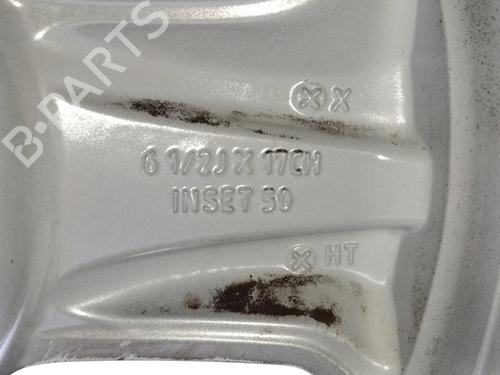 B-PARTS
X X
6 1/2J X 17CH
INSET 50
X HT